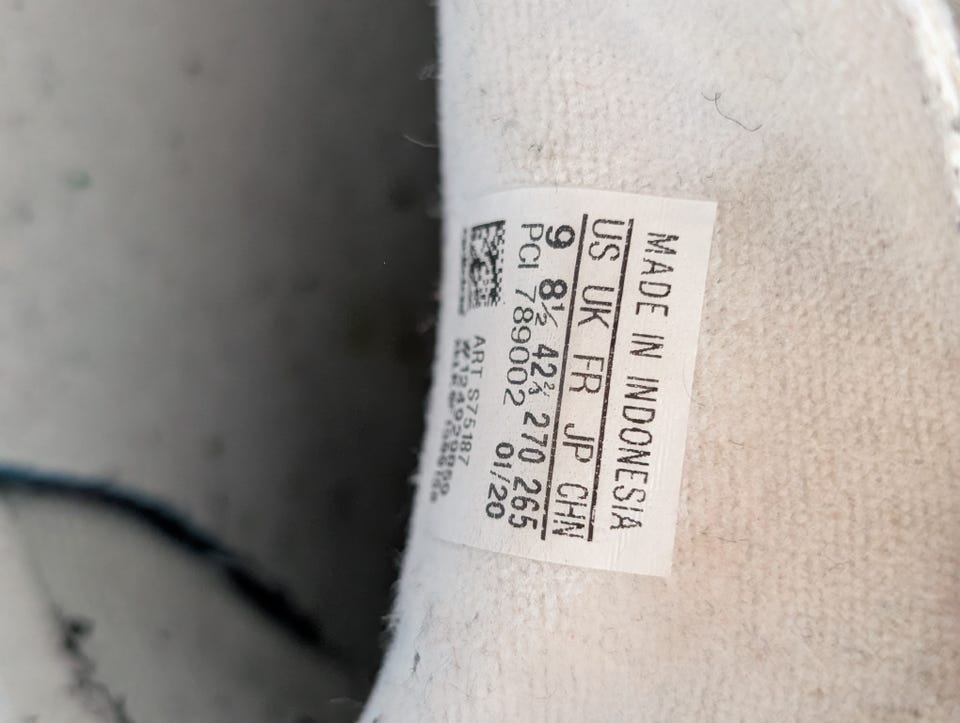 MADE IN INDONESIA
US UK FR JP CHN
9 8½ 42⅔ 270 265
PCI 789002 01/20
ART S75187